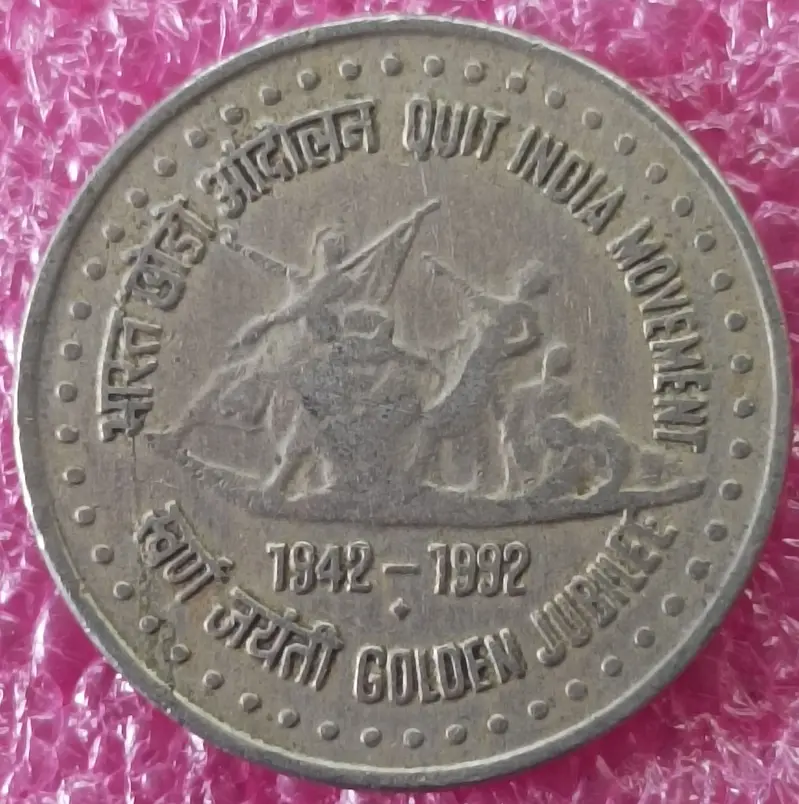 भारत छोड़ो आंदोलन QUIT INDIA MOVEMENT
1942 – 1992
स्वर्ण जयंती GOLDEN JUBILEE